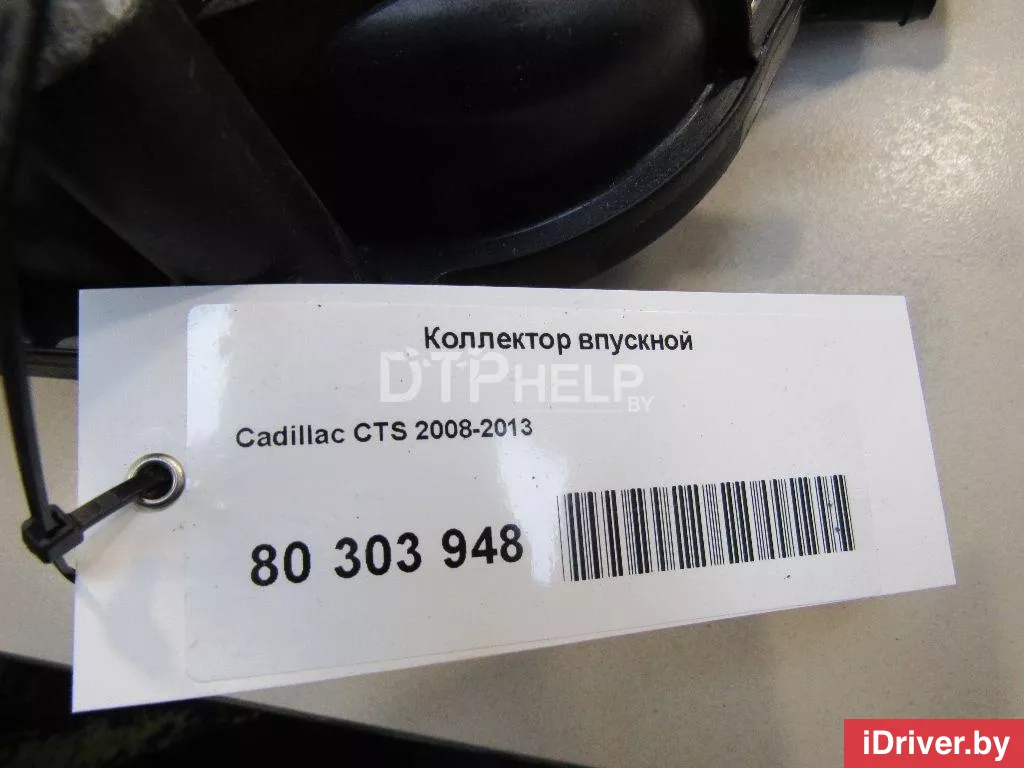 Коллектор впускной
DTPHELP
BY
Cadillac CTS 2008-2013
80 303 948
iDriver.by